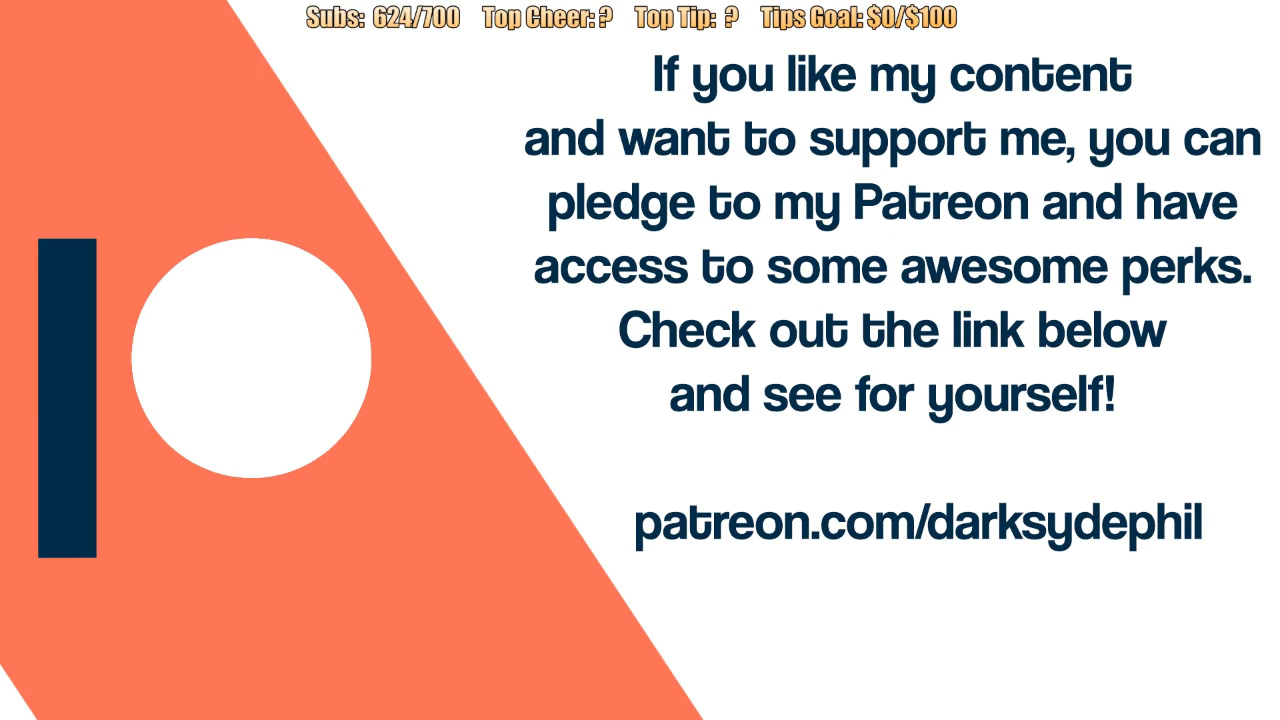 Subs: 624/700 Top Cheer: ? Top Tip: ? Tips Goal: $0/$100
If you like my content
and want to support me, you can
pledge to my Patreon and have
access to some awesome perks.
Check out the link below
and see for yourself!
patreon.com/darksydephil